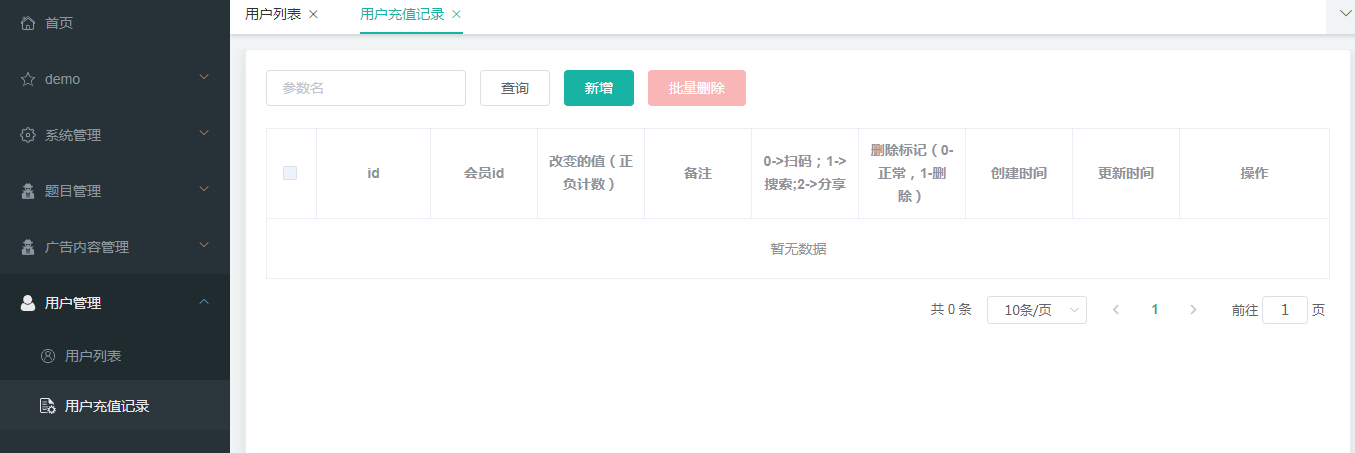 首页
demo
系统管理
题目管理
广告内容管理
用户管理
用户列表
用户充值记录
用户列表
用户充值记录
参数名
查询
新增
批量删除
id
会员id
改变的值（正
负计数）
备注
0->扫码；1->
搜索;2->分享
删除标记（0-
正常，1-删
除）
创建时间
更新时间
操作
暂无数据
共 0 条
10条/页
1
前往 1 页